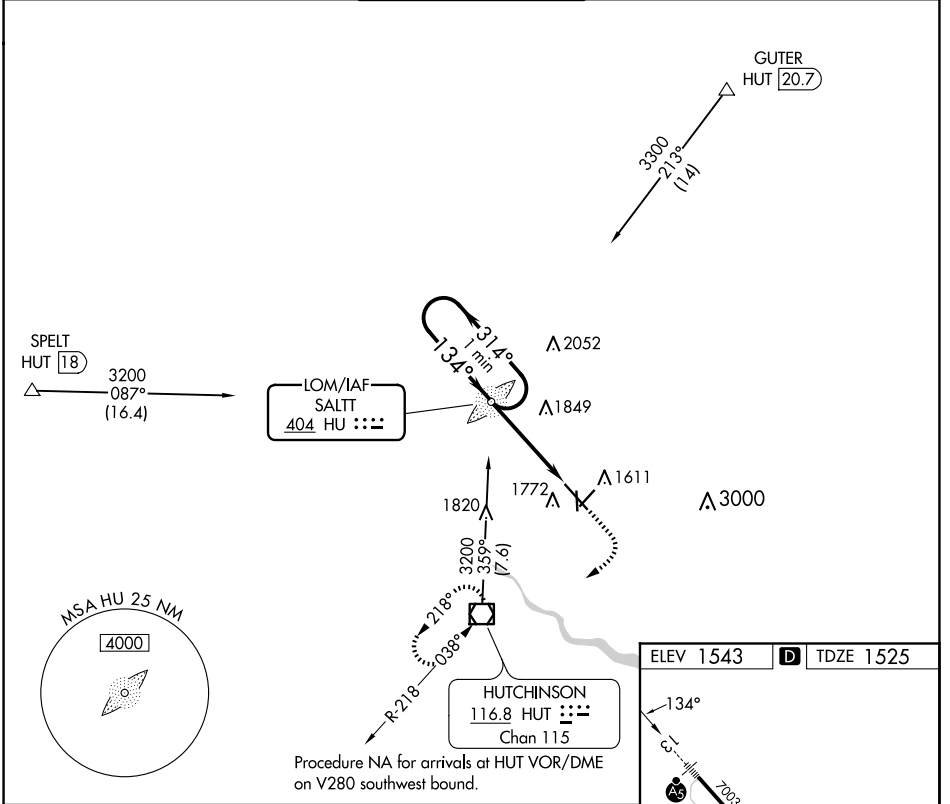 GUTER
HUT 20.7
3300
213°
(14)
SPELT
HUT 18
3200
087°
(16.4)
314°
1 min
134°
2052
LOM/IAF
SALTT
404 HU
1849
1772
1611
3000
1820
3200
359°
(7.6)
MSA HU 25 NM
4000
218°
038°
R-218
HUTCHINSON
116.8 HUT
Chan 115
Procedure NA for arrivals at HUT VOR/DME
on V280 southwest bound.
ELEV 1543
D
TDZE 1525
134°
13
A5
7003